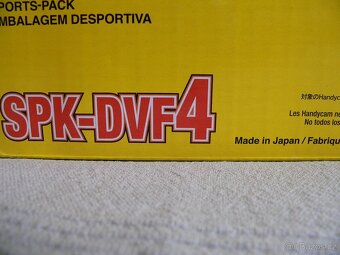 PORTS-PACK
MBALAGEM DESPORTIVA
SPK-DVF4
対象のHandyc
Les Handycam ne
No todos los
Made in Japan / Fabriqu